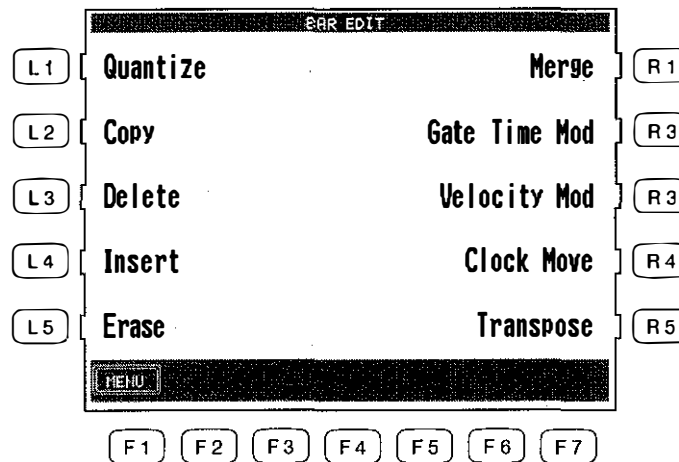 BAR EDIT
L1 Quantize Merge R1
L2 Copy Gate Time Mod R3
L3 Delete Velocity Mod R3
L4 Insert Clock Move R4
L5 Erase Transpose R5
MENU
F1 F2 F3 F4 F5 F6 F7